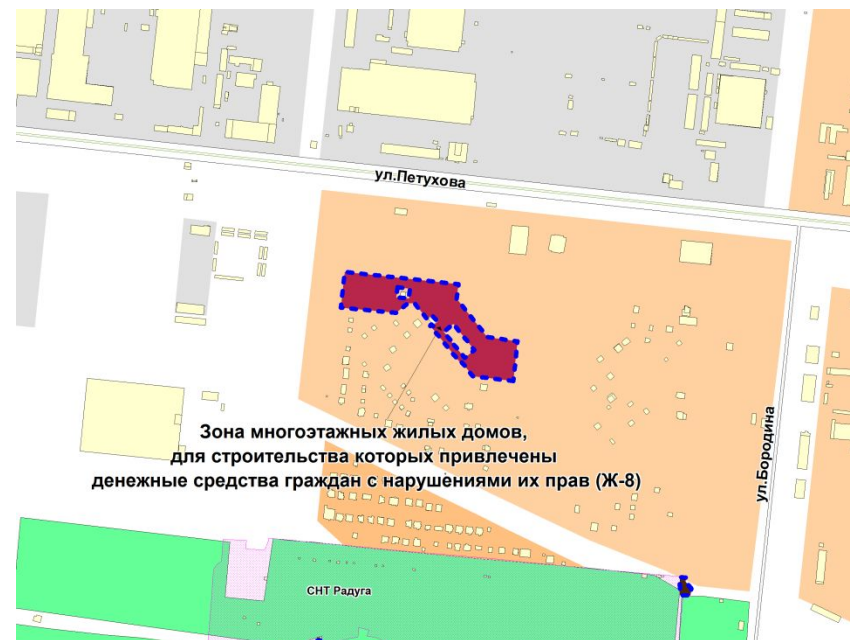 ул.Петухова
Зона многоэтажных жилых домов,
для строительства которых привлечены
денежные средства граждан с нарушениями их прав (Ж-8)
ул.Бородина
СНТ Радуга